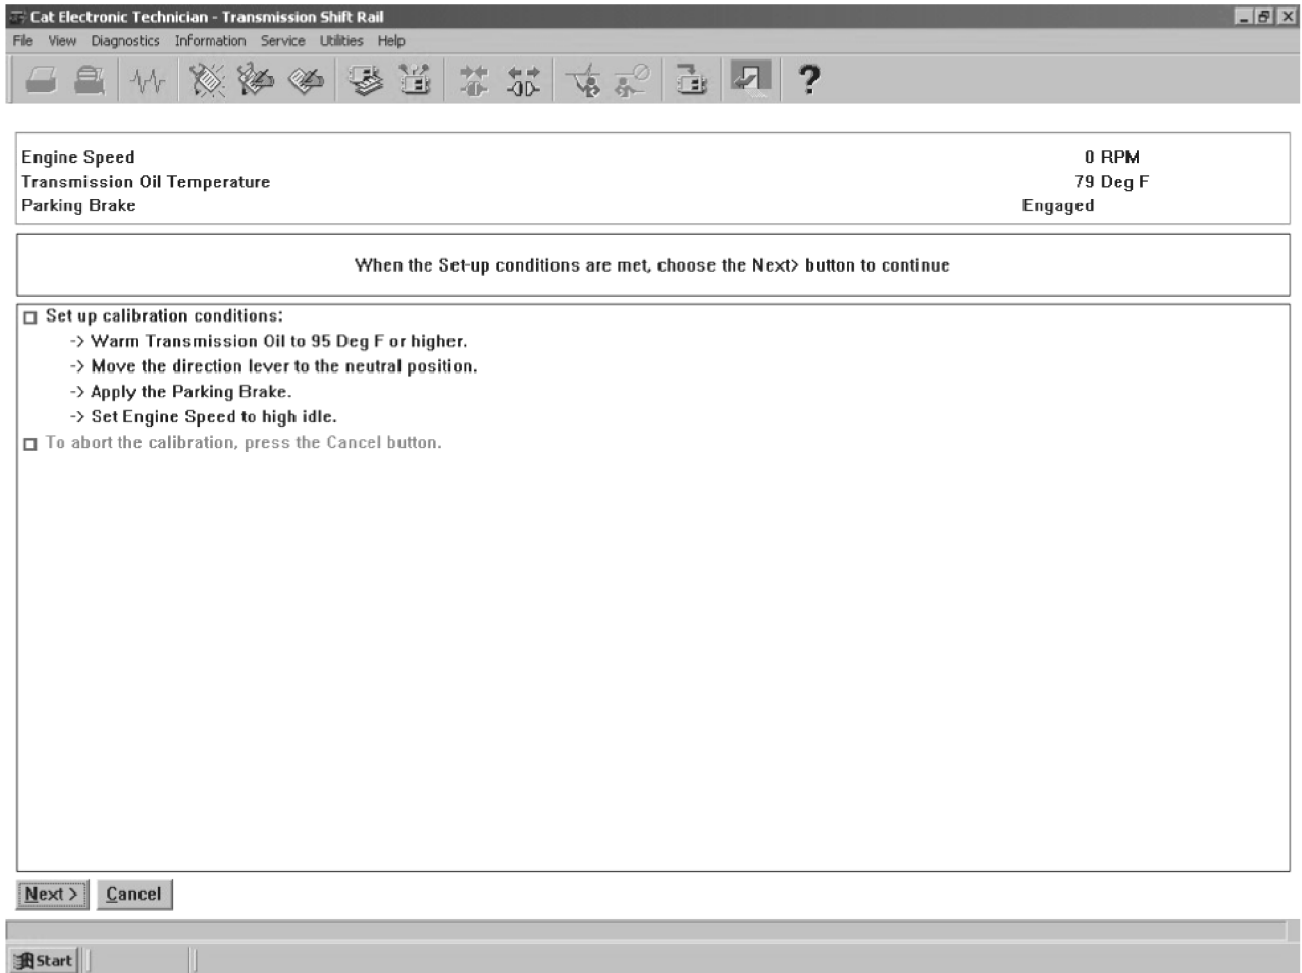 Cat Electronic Technician - Transmission Shift Rail
File View Diagnostics Information Service Utilities Help
?
Engine Speed 0 RPM
Transmission Oil Temperature 79 Deg F
Parking Brake Engaged
When the Set-up conditions are met, choose the Next> button to continue
Set up calibration conditions:
-> Warm Transmission Oil to 95 Deg F or higher.
-> Move the direction lever to the neutral position.
-> Apply the Parking Brake.
-> Set Engine Speed to high idle.
To abort the calibration, press the Cancel button.
Next > Cancel
Start